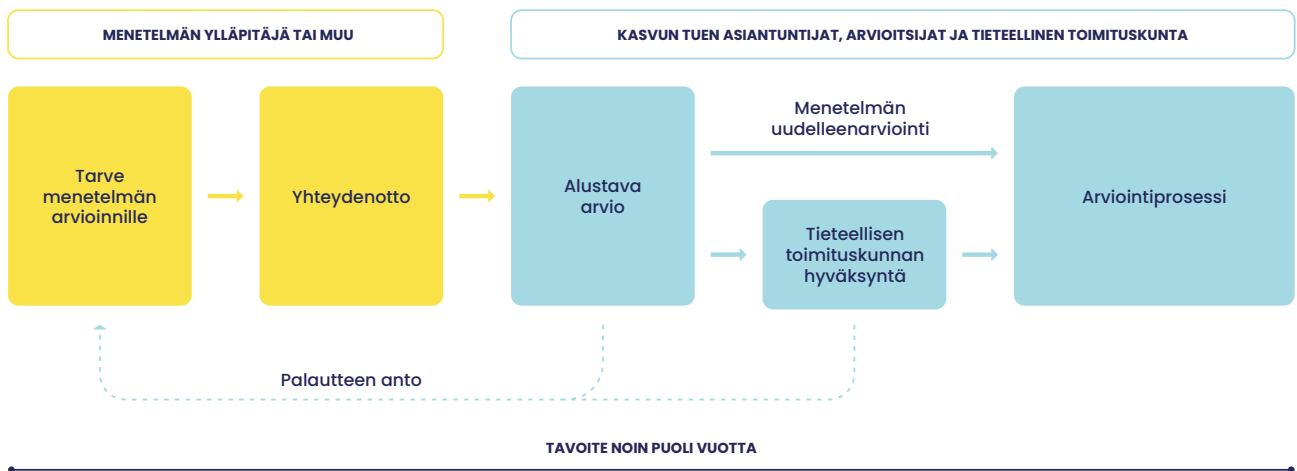 MENETELMÄN YLLÄPITÄJÄ TAI MUU
KASVUN TUEN ASIANTUNTIJAT, ARVIOITSIJAT JA TIETEELLINEN TOIMITUSKUNTA
Tarve
menetelmän
arvioinnille
Yhteydenotto
Alustava
arvio
Menetelmän
uudelleenarviointi
Tieteellisen
toimituskunnan
hyväksyntä
Arviointiprosessi
Palautteen anto
TAVOITE NOIN PUOLI VUOTTA